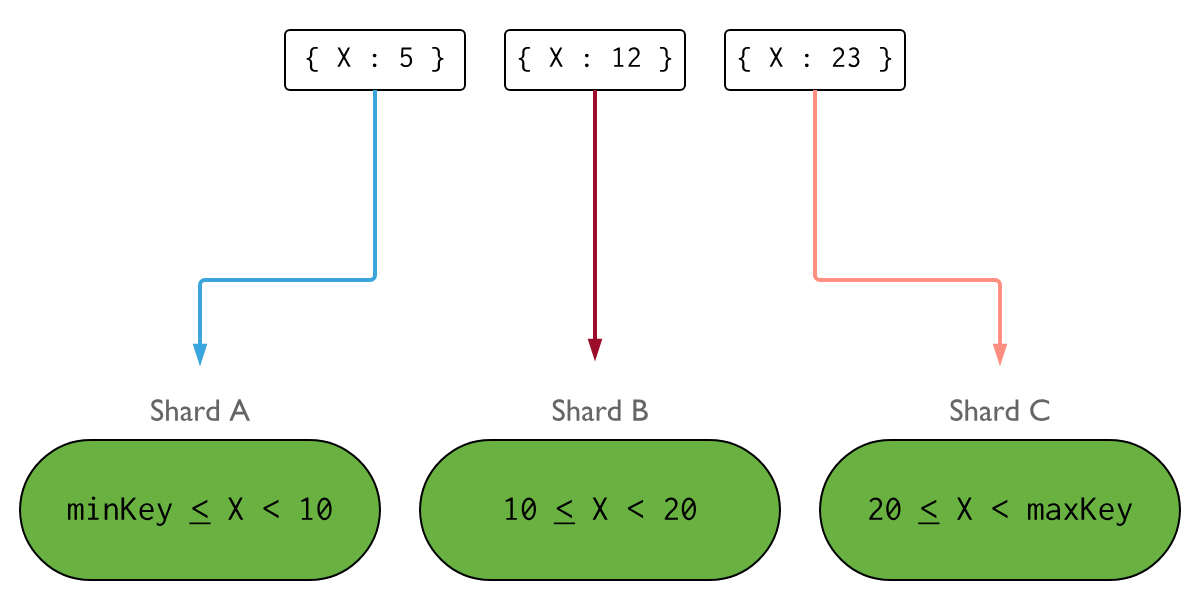 { X : 5 }
{ X : 12 }
{ X : 23 }
Shard A
Shard B
Shard C
minKey ≤ X < 10
10 ≤ X < 20
20 ≤ X < maxKey